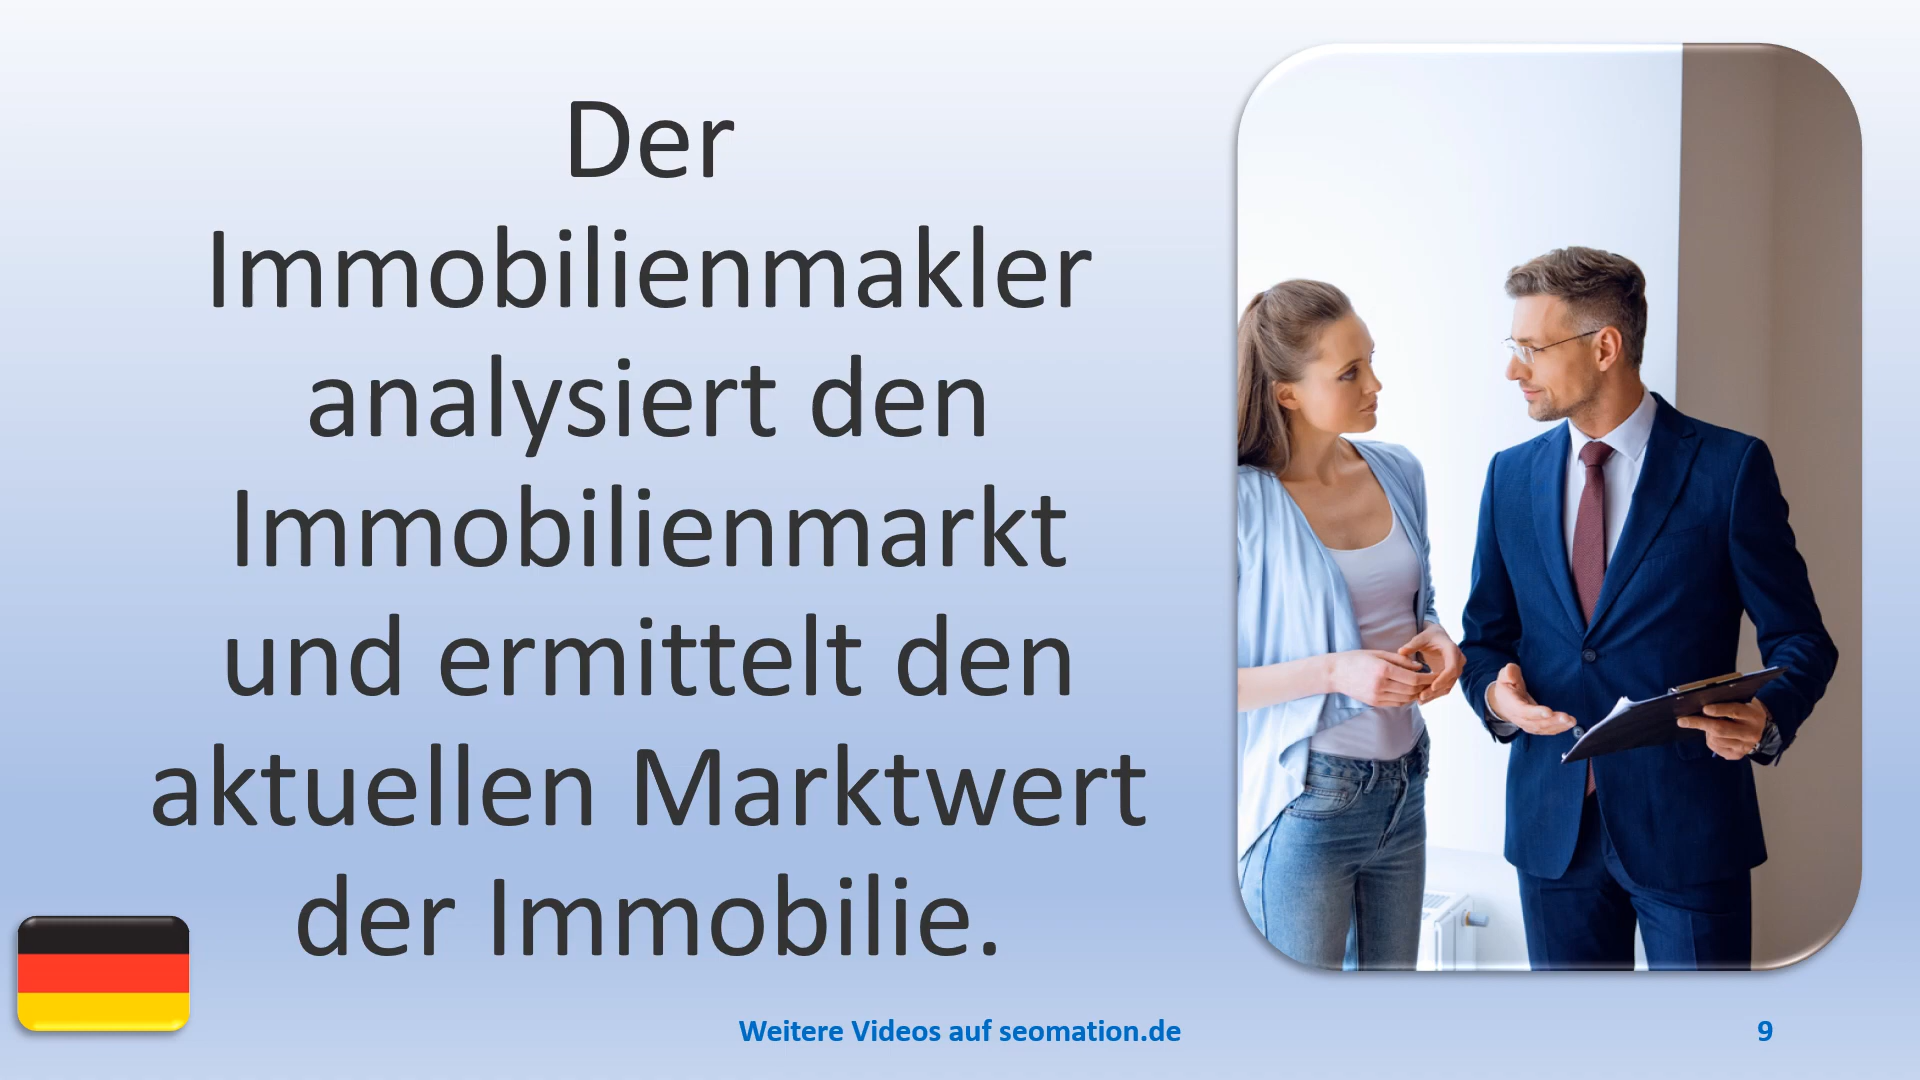 Der
Immobilienmakler
analysiert den
Immobilienmarkt
und ermittelt den
aktuellen Marktwert
der Immobilie.
Weitere Videos auf seomation.de
9